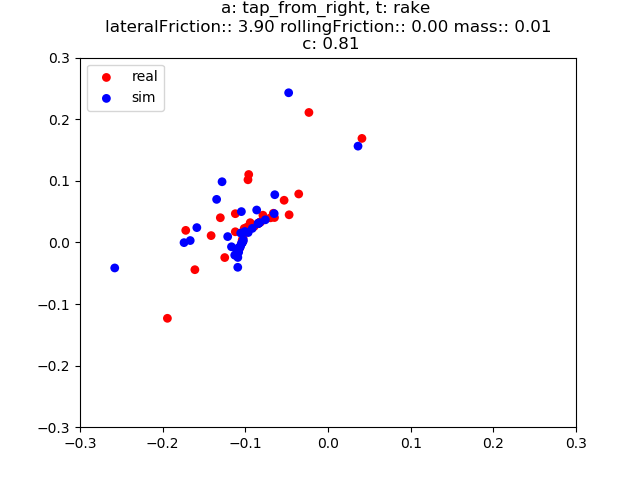 a: tap_from_right, t: rake
lateralFriction:: 3.90 rollingFriction:: 0.00 mass:: 0.01
c: 0.81
real
sim
0.3
0.2
0.1
0.0
−0.1
−0.2
−0.3
−0.3 −0.2 −0.1 0.0 0.1 0.2 0.3